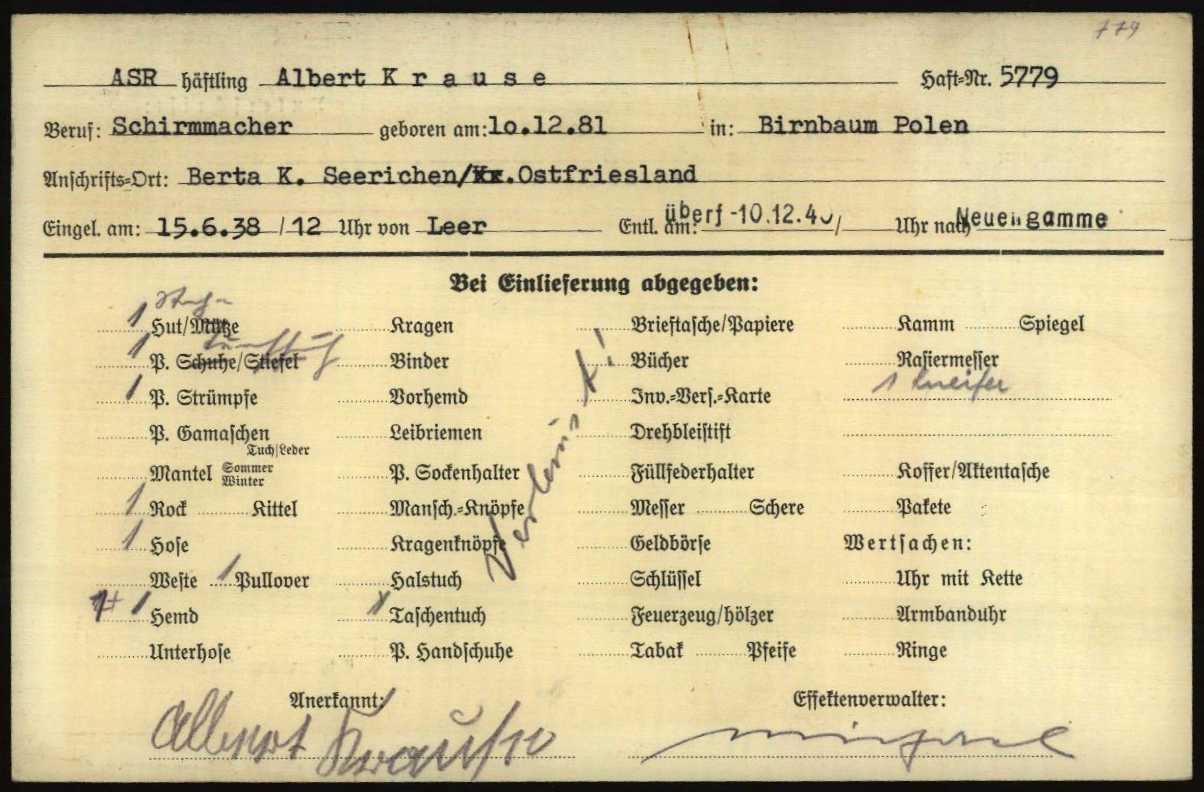 779
ASR häftling Albert K r a u s e Haft=Nr. 5779
Beruf: Schirmmacher geboren am: 1o.12.81 in: Birnbaum Polen
Anschrifts=Ort: Berta K. Seerichen/Kr.Ostfriesland
Eingel. am: 15.6.38 / 12 Uhr von Leer Entl. am: überf -10.12.40 / Uhr nach Neuengamme
Bei Einlieferung abgegeben:
1 Hut/Mütze Kragen Brieftasche/Papiere Kamm Spiegel
1 P. Schuhe/Stiefel Binder Bücher Rasiermesser
1 P. Strümpfe Vorhemd Inv.=Vers.=Karte 1 Kneifer
P. Gamaschen Leibriemen Drehbleistift
Tuch/Leder
Mantel Sommer Winter P. Sockenhalter Füllfederhalter Koffer/Aktentasche
1 Rock Kittel Mansch.=Knöpfe Messer Schere Pakete
1 Hose Kragenknöpfe Geldbörse Wertsachen:
Weste 1 Pullover Halstuch Schlüssel Uhr mit Kette
1 Hemd Taschentuch Feuerzeug/hölzer Armbanduhr
Unterhose P. Handschuhe Tabak Pfeife Ringe
Anerkannt: Effektenverwalter:
Albert Krause